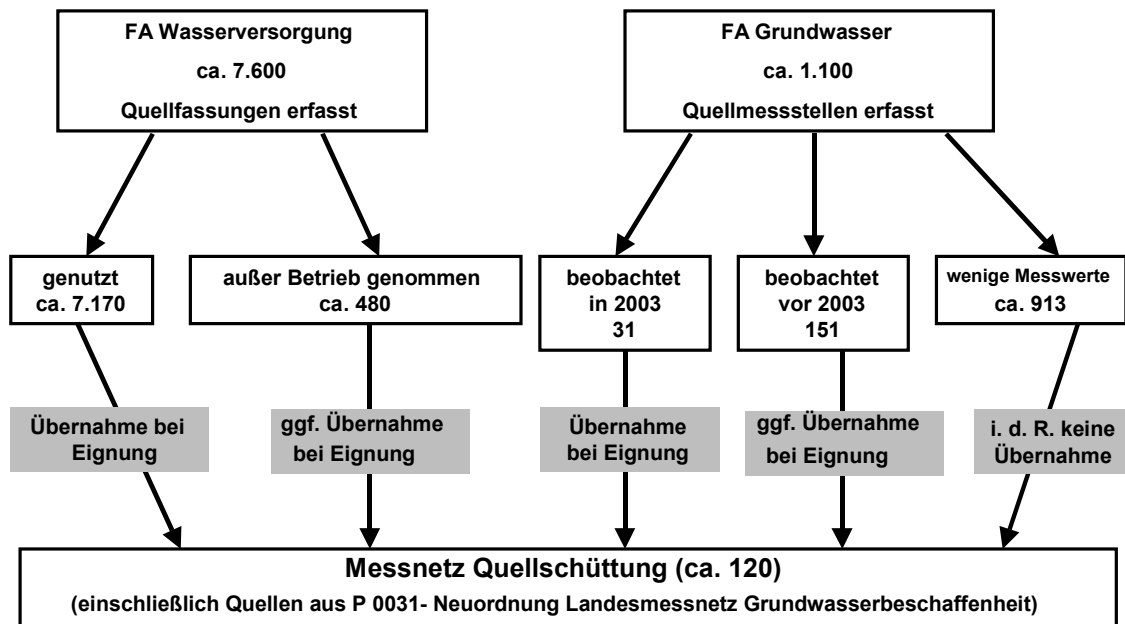 FA Wasserversorgung
ca. 7.600
Quellfassungen erfasst
FA Grundwasser
ca. 1.100
Quellmessstellen erfasst
genutzt
ca. 7.170
außer Betrieb genommen
ca. 480
beobachtet
in 2003
31
beobachtet
vor 2003
151
wenige Messwerte
ca. 913
Übernahme bei
Eignung
ggf. Übernahme
bei Eignung
Übernahme
bei Eignung
ggf. Übernahme
bei Eignung
i. d. R. keine
Übernahme
Messnetz Quellschüttung (ca. 120)
(einschließlich Quellen aus P 0031- Neuordnung Landesmessnetz Grundwasserbeschaffenheit)